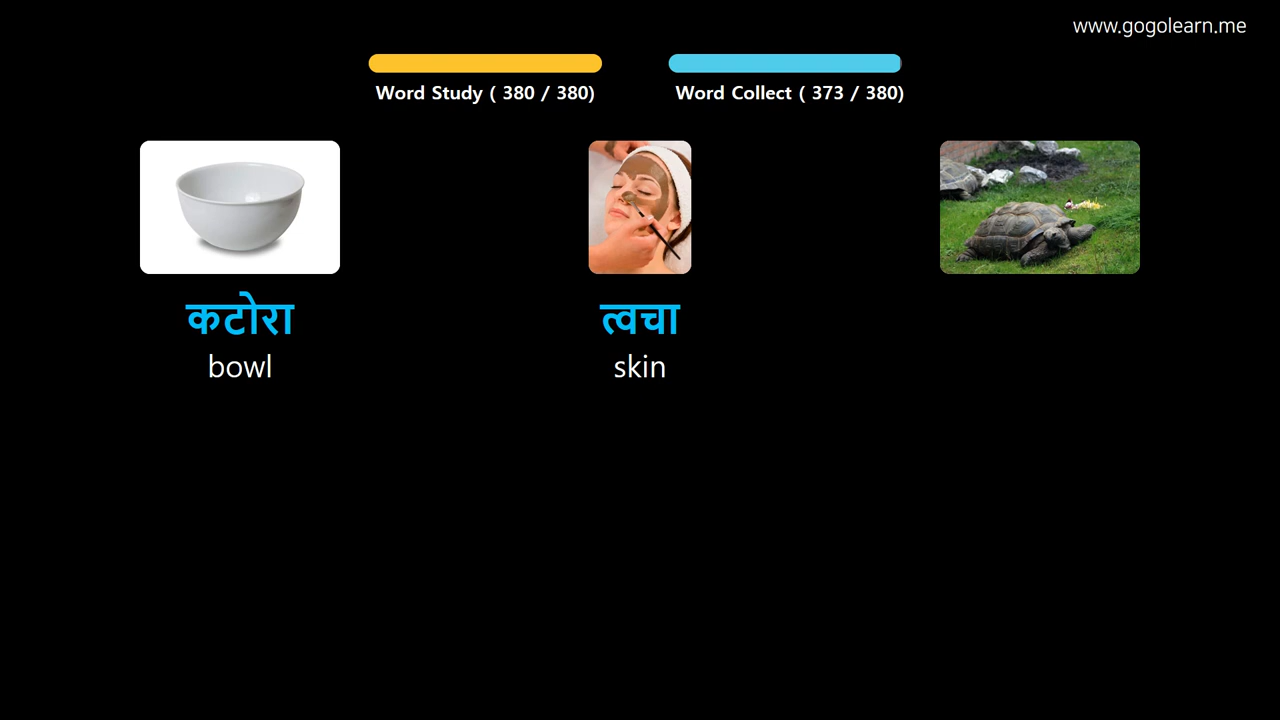 www.gogolearn.me
Word Study ( 380 / 380)
Word Collect ( 373 / 380)
कटोरा
bowl
त्वचा
skin